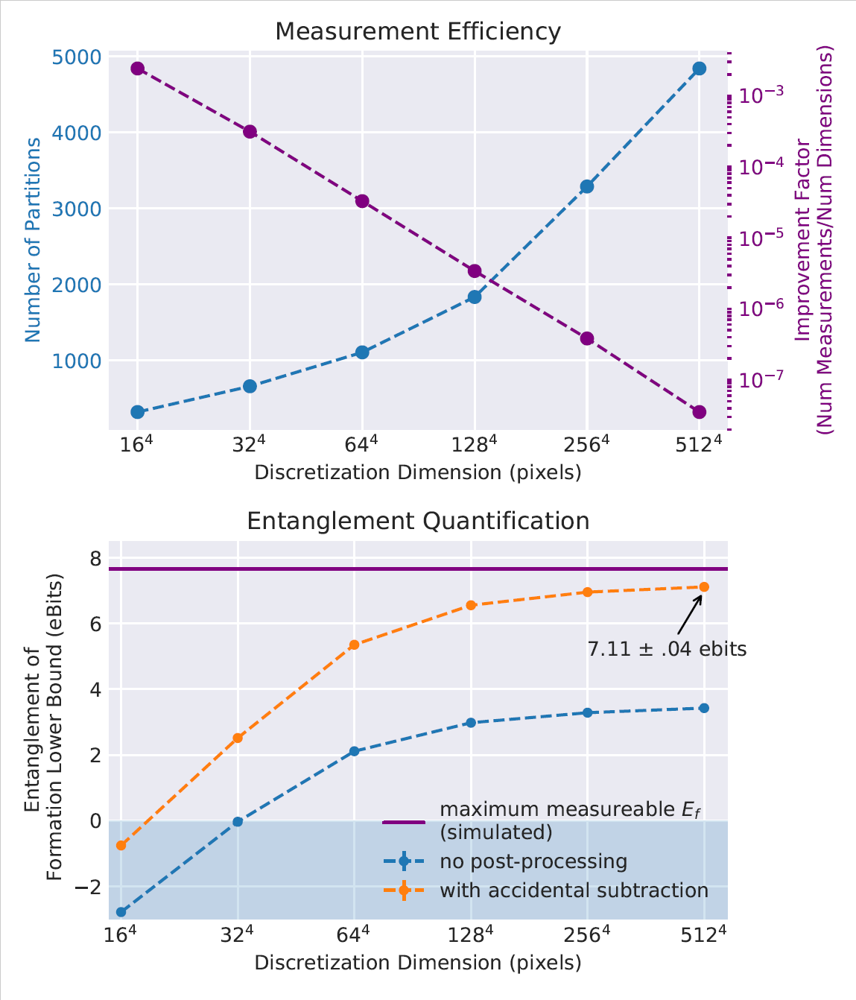 Measurement Efficiency
5000
4000
3000
2000
1000
Number of Partitions
10⁻³
10⁻⁴
10⁻⁵
10⁻⁶
10⁻⁷
Improvement Factor
(Num Measurements/Num Dimensions)
16⁴ 32⁴ 64⁴ 128⁴ 256⁴ 512⁴
Discretization Dimension (pixels)
Entanglement Quantification
8
6
4
2
0
−2
Entanglement of
Formation Lower Bound (eBits)
7.11 ± .04 ebits
maximum measureable E_f
(simulated)
no post-processing
with accidental subtraction
16⁴ 32⁴ 64⁴ 128⁴ 256⁴ 512⁴
Discretization Dimension (pixels)